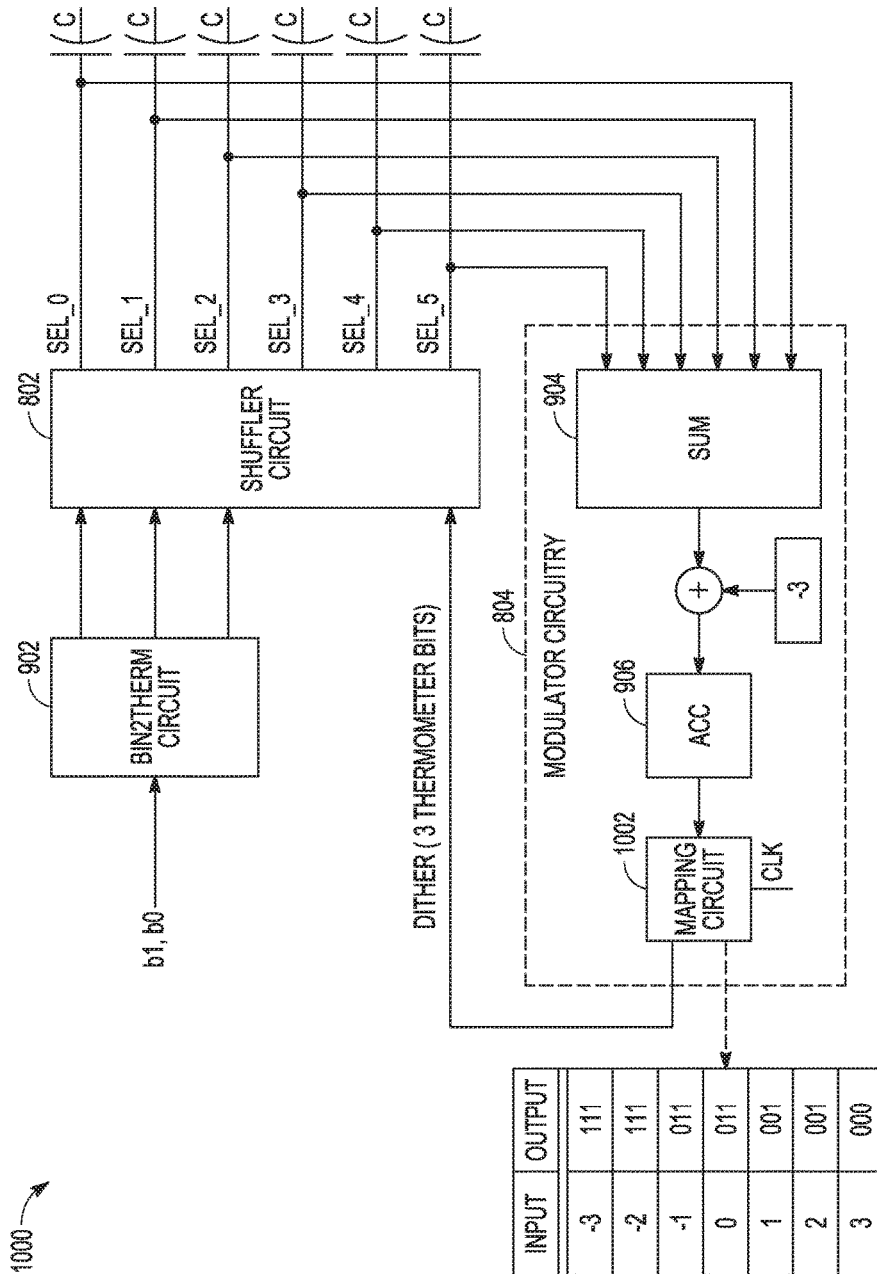 1000
b1, b0
902
BIN2THERM
CIRCUIT
802
SHUFFLER
CIRCUIT
SEL_0
SEL_1
SEL_2
SEL_3
SEL_4
SEL_5
C
C
C
C
C
C
DITHER ( 3 THERMOMETER BITS)
804
MODULATOR CIRCUITRY
1002
MAPPING
CIRCUIT
CLK
906
ACC
+
-3
904
SUM
INPUT OUTPUT
-3 111
-2 111
-1 011
0 011
1 001
2 001
3 000